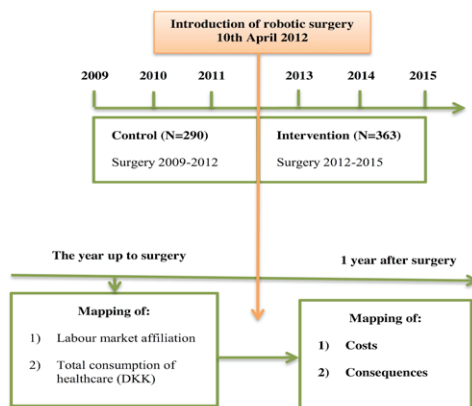 Introduction of robotic surgery
10th April 2012
2009 2010 2011 2013 2014 2015
Control (N=290)
Surgery 2009-2012
Intervention (N=363)
Surgery 2012-2015
The year up to surgery
1 year after surgery
Mapping of:
1) Labour market affiliation
2) Total consumption of
healthcare (DKK)
Mapping of:
1) Costs
2) Consequences